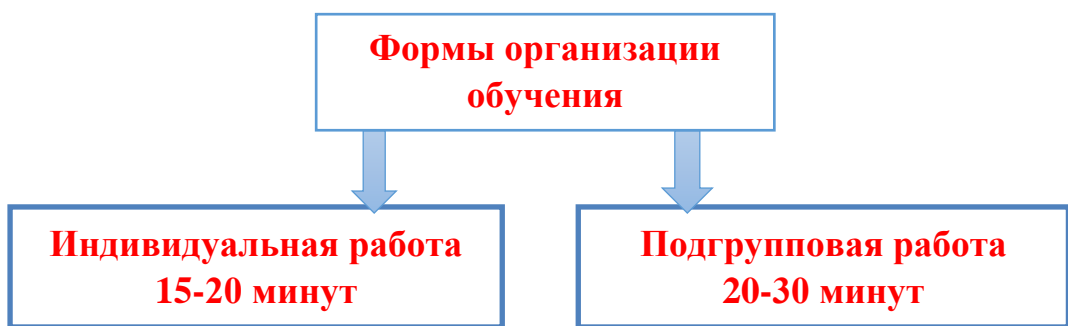 Формы организации
обучения
Индивидуальная работа
15-20 минут
Подгрупповая работа
20-30 минут